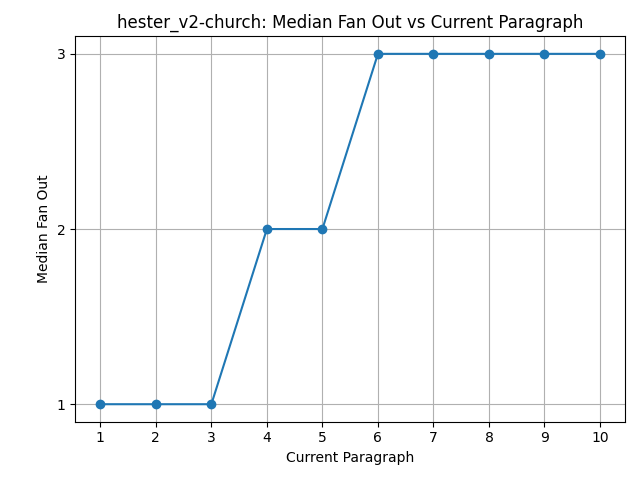 hester_v2-church: Median Fan Out vs Current Paragraph
3
2
1
Median Fan Out
1 2 3 4 5 6 7 8 9 10
Current Paragraph